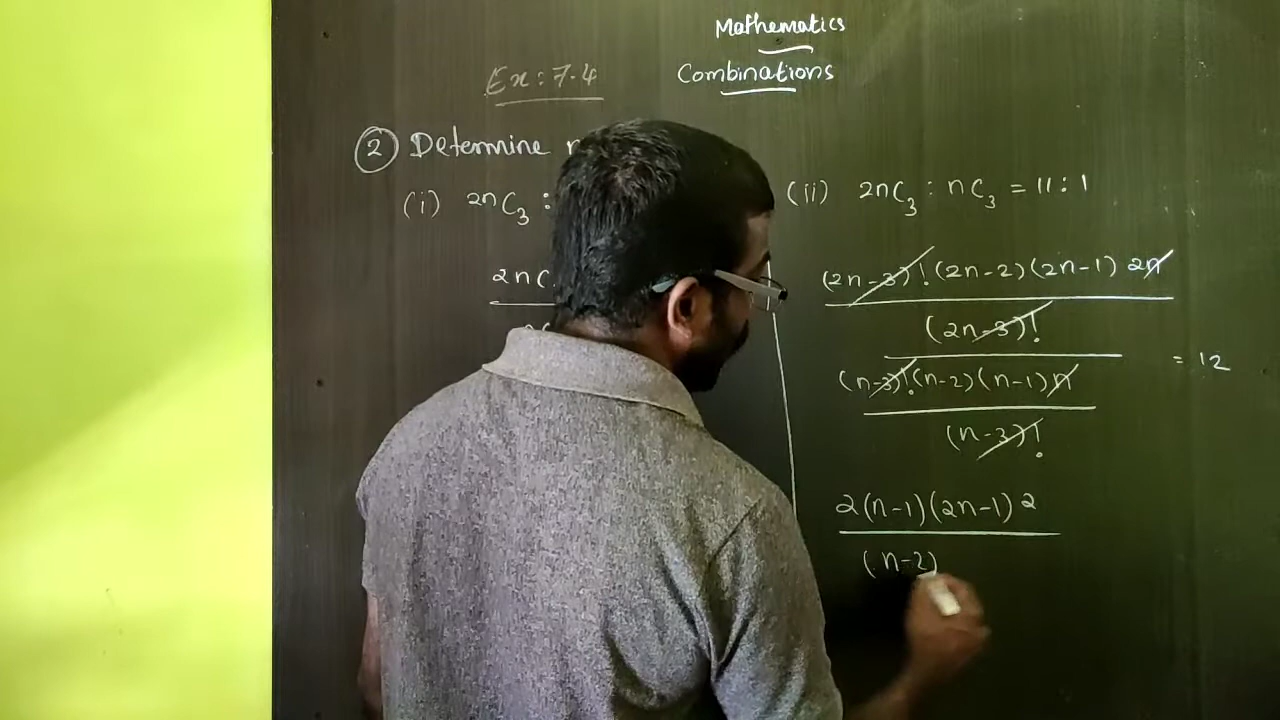 Mathematics
Combinations
Ex: 7.4
② Determine
(i) 2nC₃ :
2nC
(ii) 2nC₃ : nC₃ = 11 : 1
(2n-3)! (2n-2) (2n-1) 2n
(2n-3)!
(n-3)! (n-2) (n-1) n
(n-3)!
= 12
2(n-1)(2n-1) 2
(n-2)